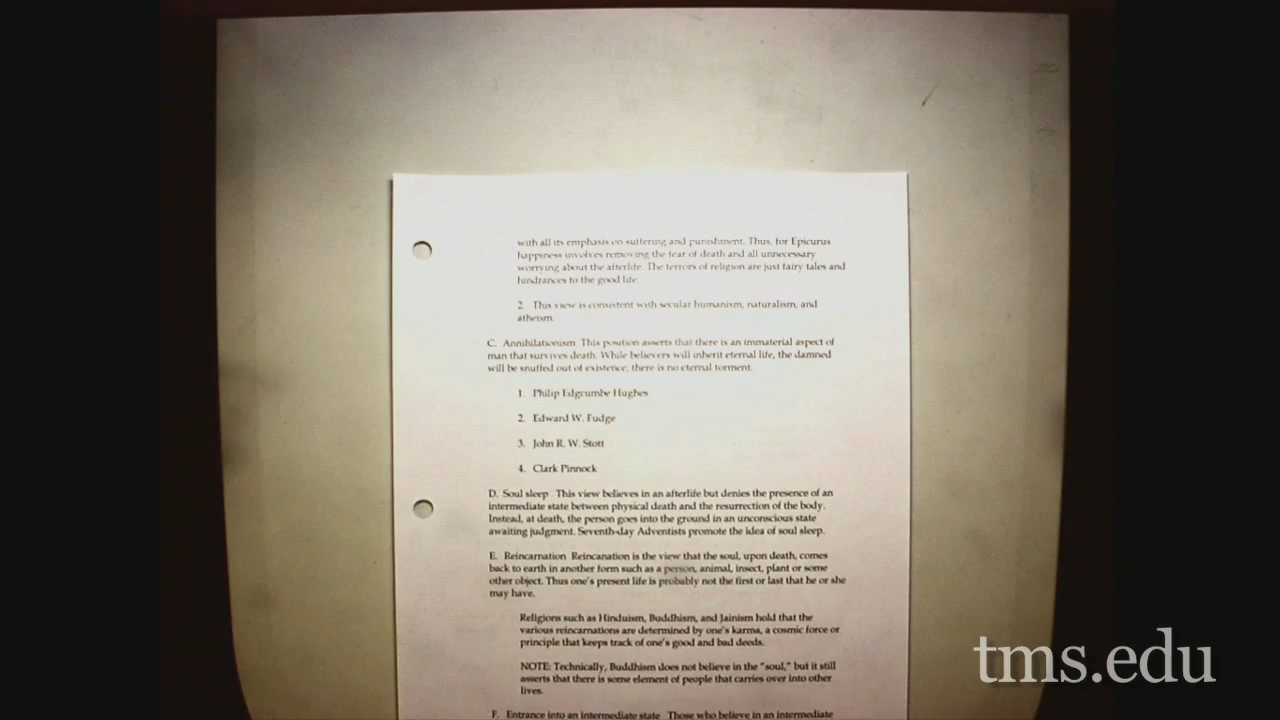 with all its emphasis on suffering and punishment. Thus, for Epicurus
happiness involves removing the fear of death and all unnecessary
worrying about the afterlife. The terrors of religion are just fairy tales and
hindrances to the good life.
2. This view is consistent with secular humanism, naturalism, and
atheism.
C. Annihilationism This position asserts that there is an immaterial aspect of
man that survives death. While believers will inherit eternal life, the damned
will be snuffed out of existence; there is no eternal torment.
1. Philip Edgcumbe Hughes
2. Edward W. Fudge
3. John R. W. Stott
4. Clark Pinnock
D. Soul sleep This view believes in an afterlife but denies the presence of an
intermediate state between physical death and the resurrection of the body.
Instead, at death, the person goes into the ground in an unconscious state
awaiting judgment. Seventh-day Adventists promote the idea of soul sleep.
E. Reincarnation Reincanation is the view that the soul, upon death, comes
back to earth in another form such as a person, animal, insect, plant or some
other object. Thus one's present life is probably not the first or last that he or she
may have.
Religions such as Hinduism, Buddhism, and Jainism hold that the
various reincarnations are determined by one's karma, a cosmic force or
principle that keeps track of one's good and bad deeds.
NOTE: Technically, Buddhism does not believe in the "soul," but it still
asserts that there is some element of people that carries over into other
lives.
F. Entrance into an intermediate state Those who believe in an intermediate
tms.edu